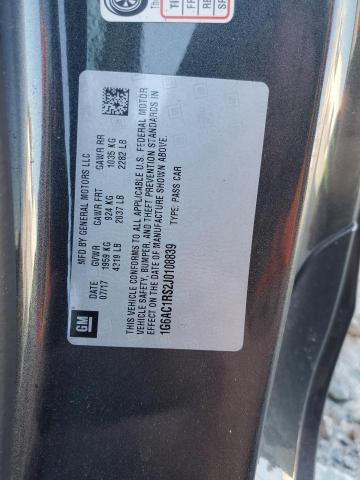 MFD BY GENERAL MOTORS LLC
DATE GVWR GAWR FRT GAWR RR
07/17 1959 KG 924 KG 1035 KG
4319 LB 2037 LB 2282 LB
THIS VEHICLE CONFORMS TO ALL APPLICABLE U.S. FEDERAL MOTOR
VEHICLE SAFETY, BUMPER, AND THEFT PREVENTION STANDARDS IN
EFFECT ON THE DATE OF MANUFACTURE SHOWN ABOVE.
1G6AC1RS2J0108839 TYPE: PASS CAR
GM